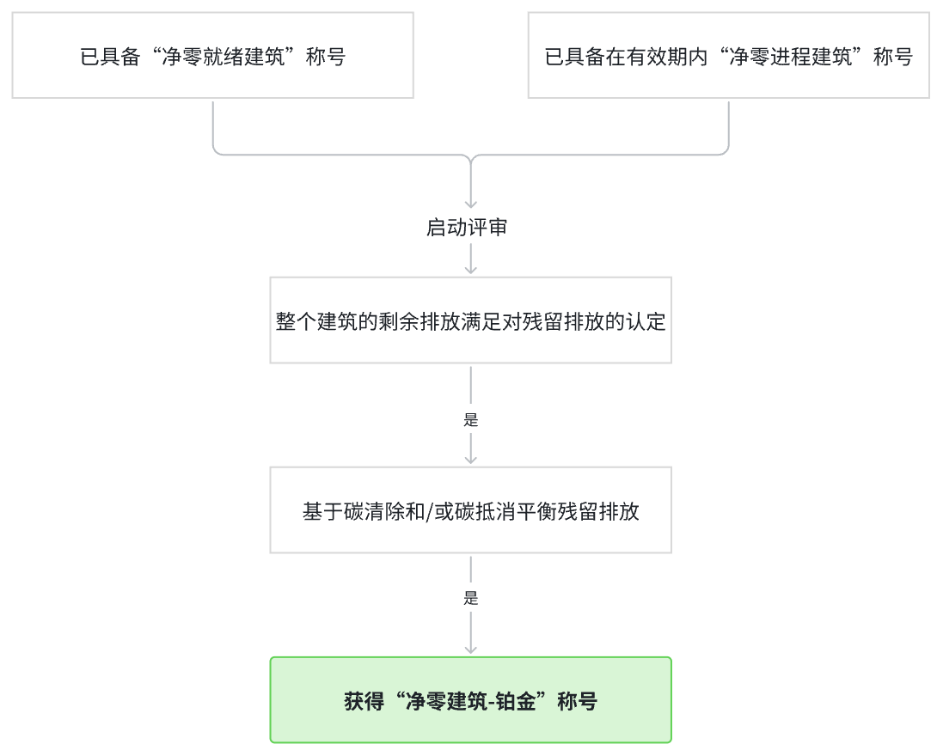 已具备“净零就绪建筑”称号
已具备在有效期内“净零进程建筑”称号
启动评审
整个建筑的剩余排放满足对残留排放的认定
是
基于碳清除和/或碳抵消平衡残留排放
是
获得“净零建筑-铂金”称号